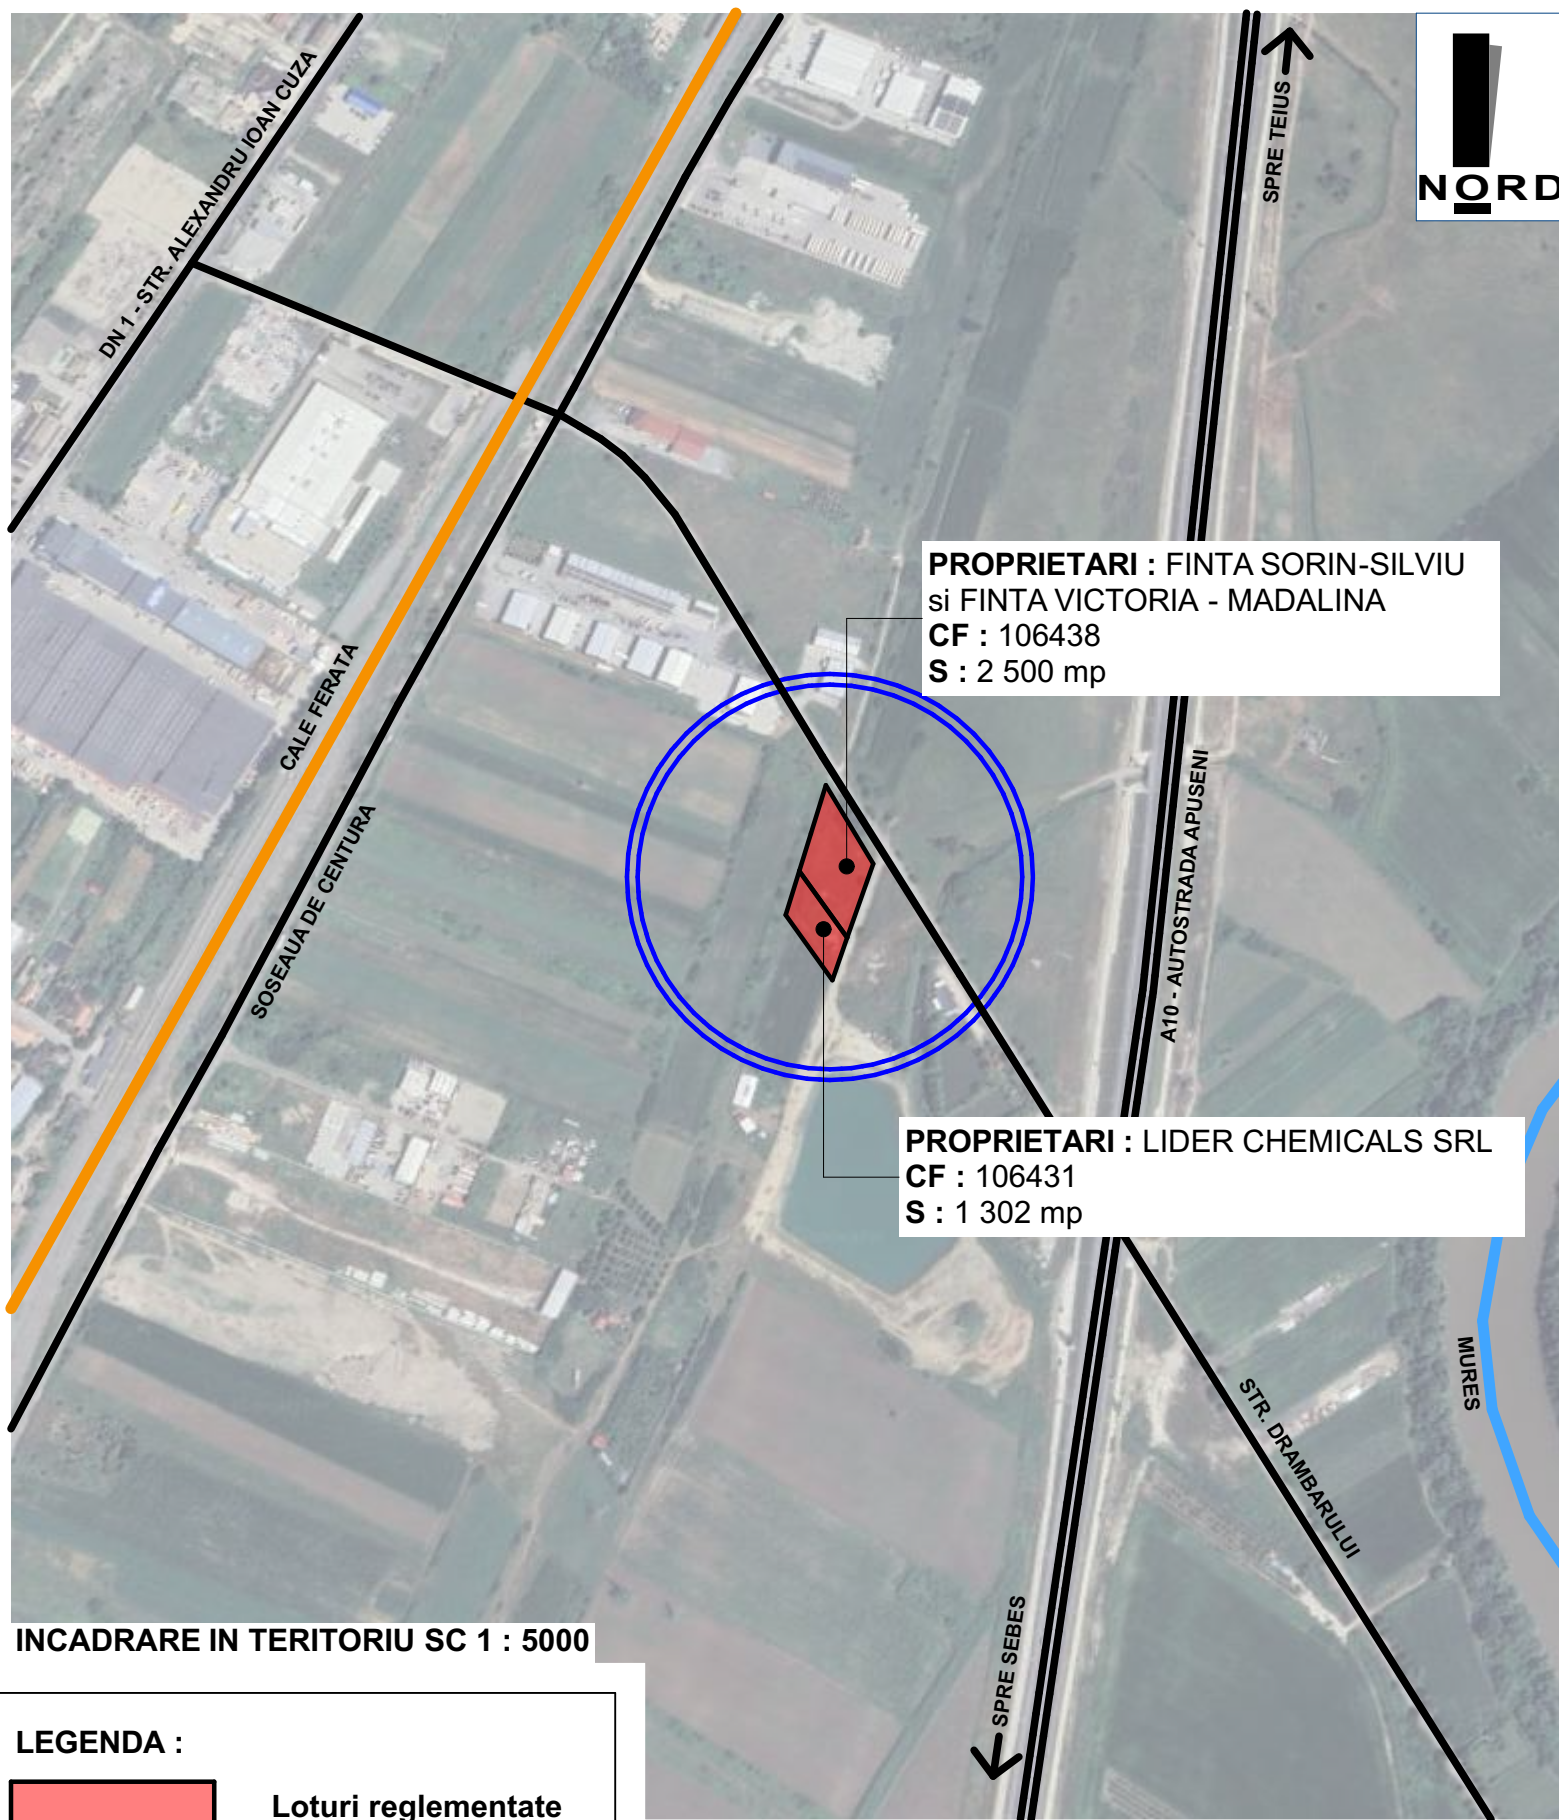 DN 1 - STR. ALEXANDRU IOAN CUZA
SPRE TEIUS
NORD
PROPRIETARI : FINTA SORIN-SILVIU
si FINTA VICTORIA - MADALINA
CF : 106438
S : 2 500 mp
CALE FERATA
SOSEAUA DE CENTURA
A10 - AUTOSTRADA APUSENI
PROPRIETARI : LIDER CHEMICALS SRL
CF : 106431
S : 1 302 mp
MURES
STR. DRAMBARULUI
SPRE SEBES
INCADRARE IN TERITORIU SC 1 : 5000
LEGENDA :
Loturi reglementate